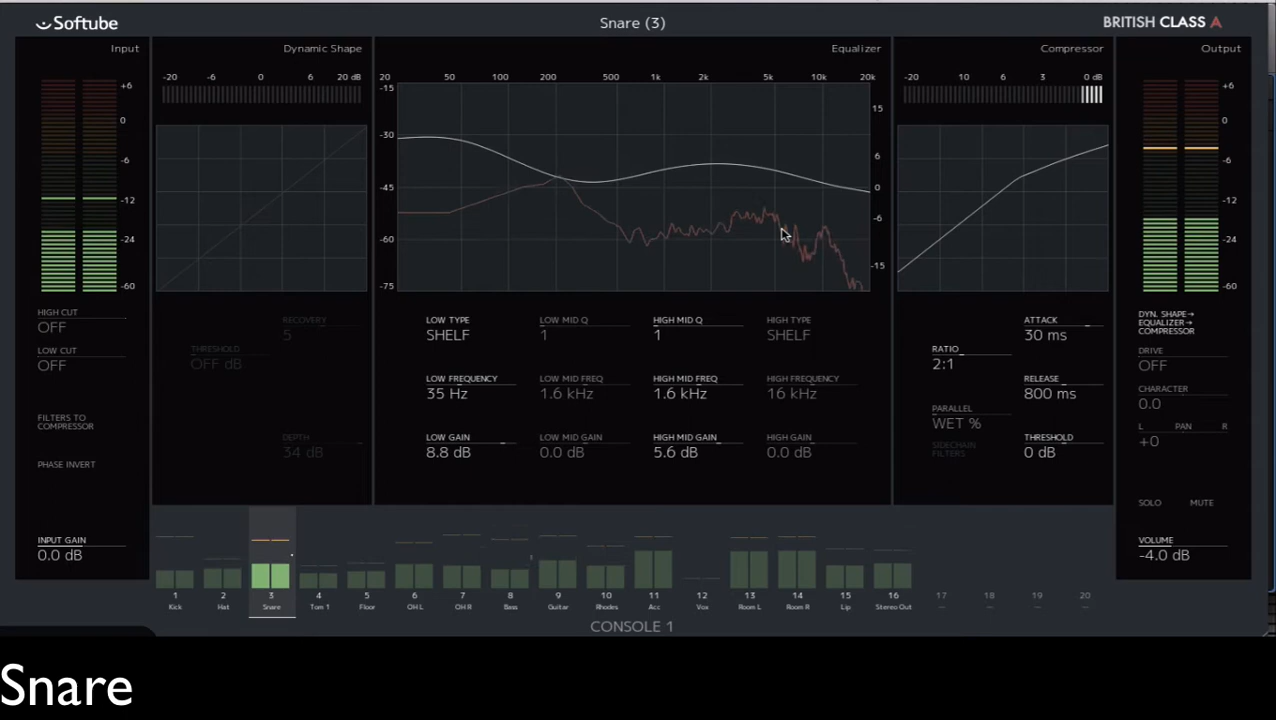 Softube
Snare (3)
BRITISH CLASS A
Input
Dynamic Shape
Equalizer
Compressor
Output
-20 -6 0 6 20 dB
20 50 100 200 500 1k 2k 5k 10k 20k
-20 10 6 3 0 dB
+6
0
-6
-12
-24
-60
-15
-30
-45
-60
-75
15
6
0
-6
-15
+6
0
-6
-12
-24
-60
HIGH CUT
OFF
LOW CUT
OFF
FILTERS TO
COMPRESSOR
PHASE INVERT
INPUT GAIN
0.0 dB
RECOVERY
5
THRESHOLD
OFF dB
DEPTH
34 dB
LOW TYPE
SHELF
LOW MID Q
1
HIGH MID Q
1
HIGH TYPE
SHELF
LOW FREQUENCY
35 Hz
LOW MID FREQ
1.6 kHz
HIGH MID FREQ
1.6 kHz
HIGH FREQUENCY
16 kHz
LOW GAIN
8.8 dB
LOW MID GAIN
0.0 dB
HIGH MID GAIN
5.6 dB
HIGH GAIN
0.0 dB
ATTACK
30 ms
RATIO
2:1
RELEASE
800 ms
PARALLEL
WET %
SIDECHAIN
FILTERS
THRESHOLD
0 dB
DYN. SHAPE→
EQUALIZER→
COMPRESSOR
DRIVE
OFF
CHARACTER
0.0
L PAN R
+0
SOLO MUTE
VOLUME
-4.0 dB
1 2 3 4 5 6 7 8 9 10 11 12 13 14 15 16 17 18 19 20
Kick Hat Snare Tom 1 Floor OH L OH R Bass Guitar Rhodes Acc Vox Room L Room R Lip Stereo Out — — — —
CONSOLE 1
Snare